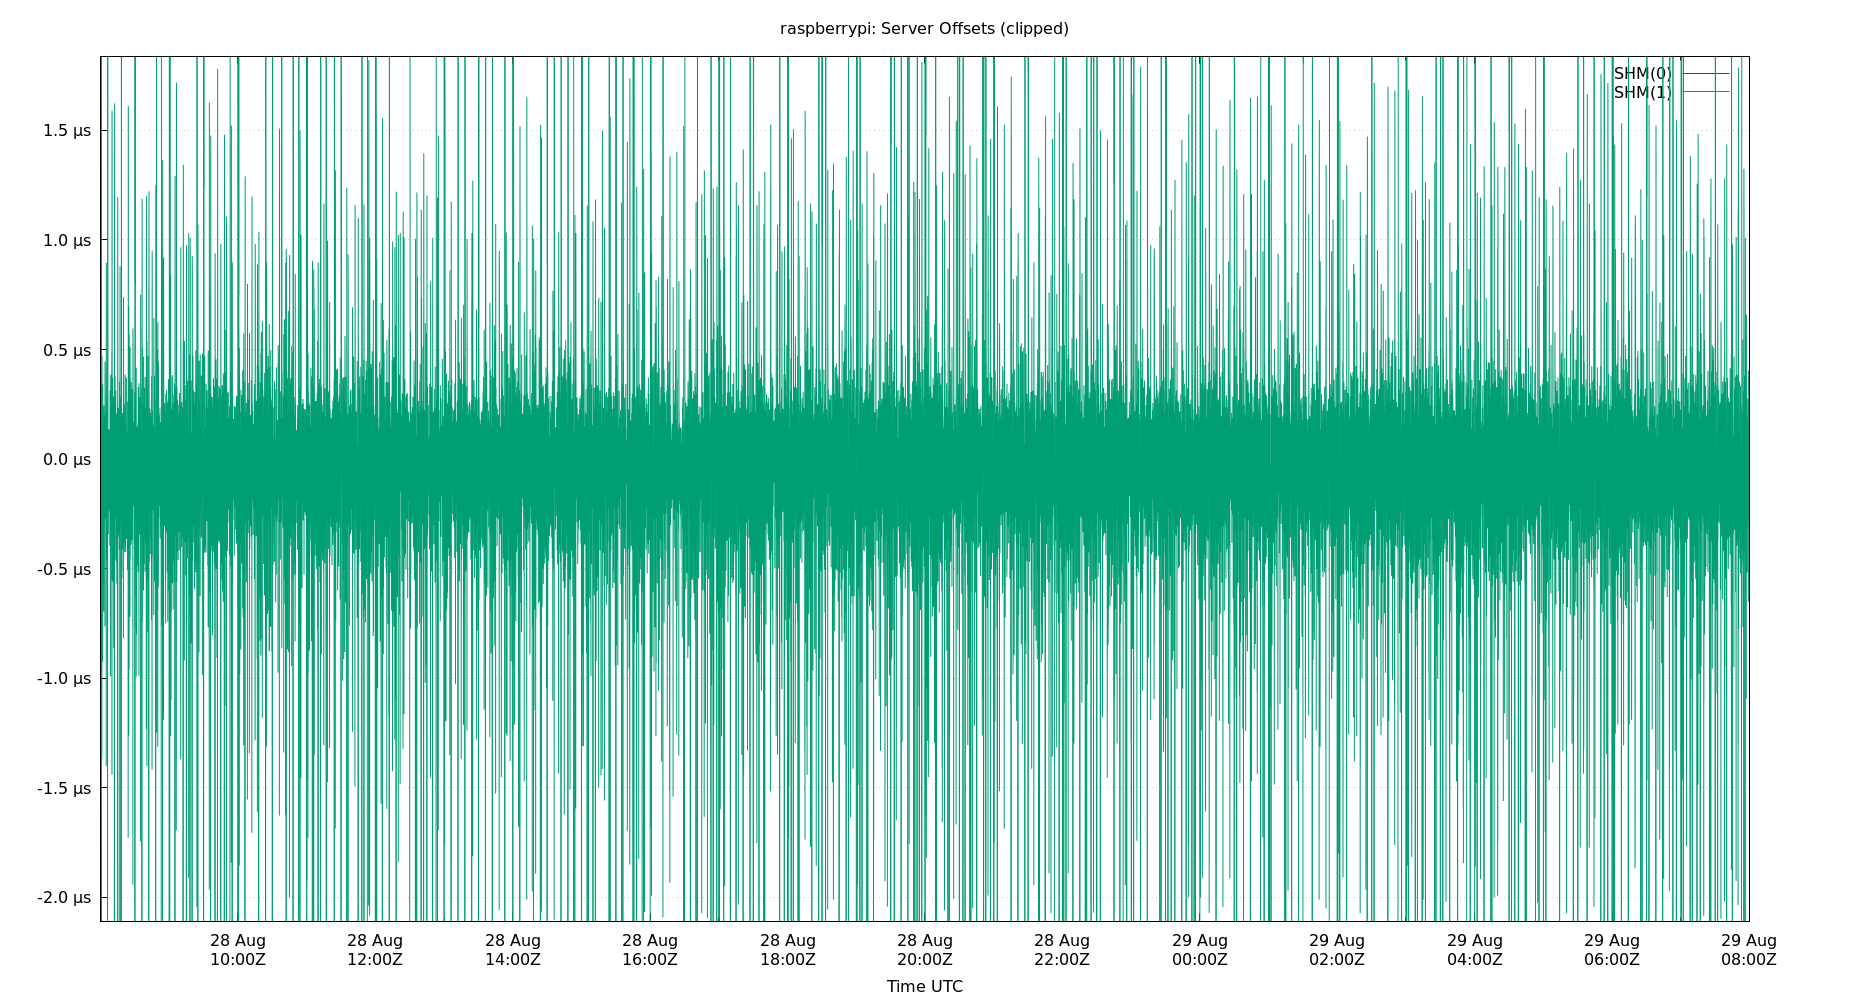 raspberrypi: Server Offsets (clipped)
SHM(0)
SHM(1)
1.5 µs
1.0 µs
0.5 µs
0.0 µs
-0.5 µs
-1.0 µs
-1.5 µs
-2.0 µs
28 Aug 28 Aug 28 Aug 28 Aug 28 Aug 28 Aug 28 Aug 29 Aug 29 Aug 29 Aug 29 Aug 29 Aug
10:00Z 12:00Z 14:00Z 16:00Z 18:00Z 20:00Z 22:00Z 00:00Z 02:00Z 04:00Z 06:00Z 08:00Z
Time UTC